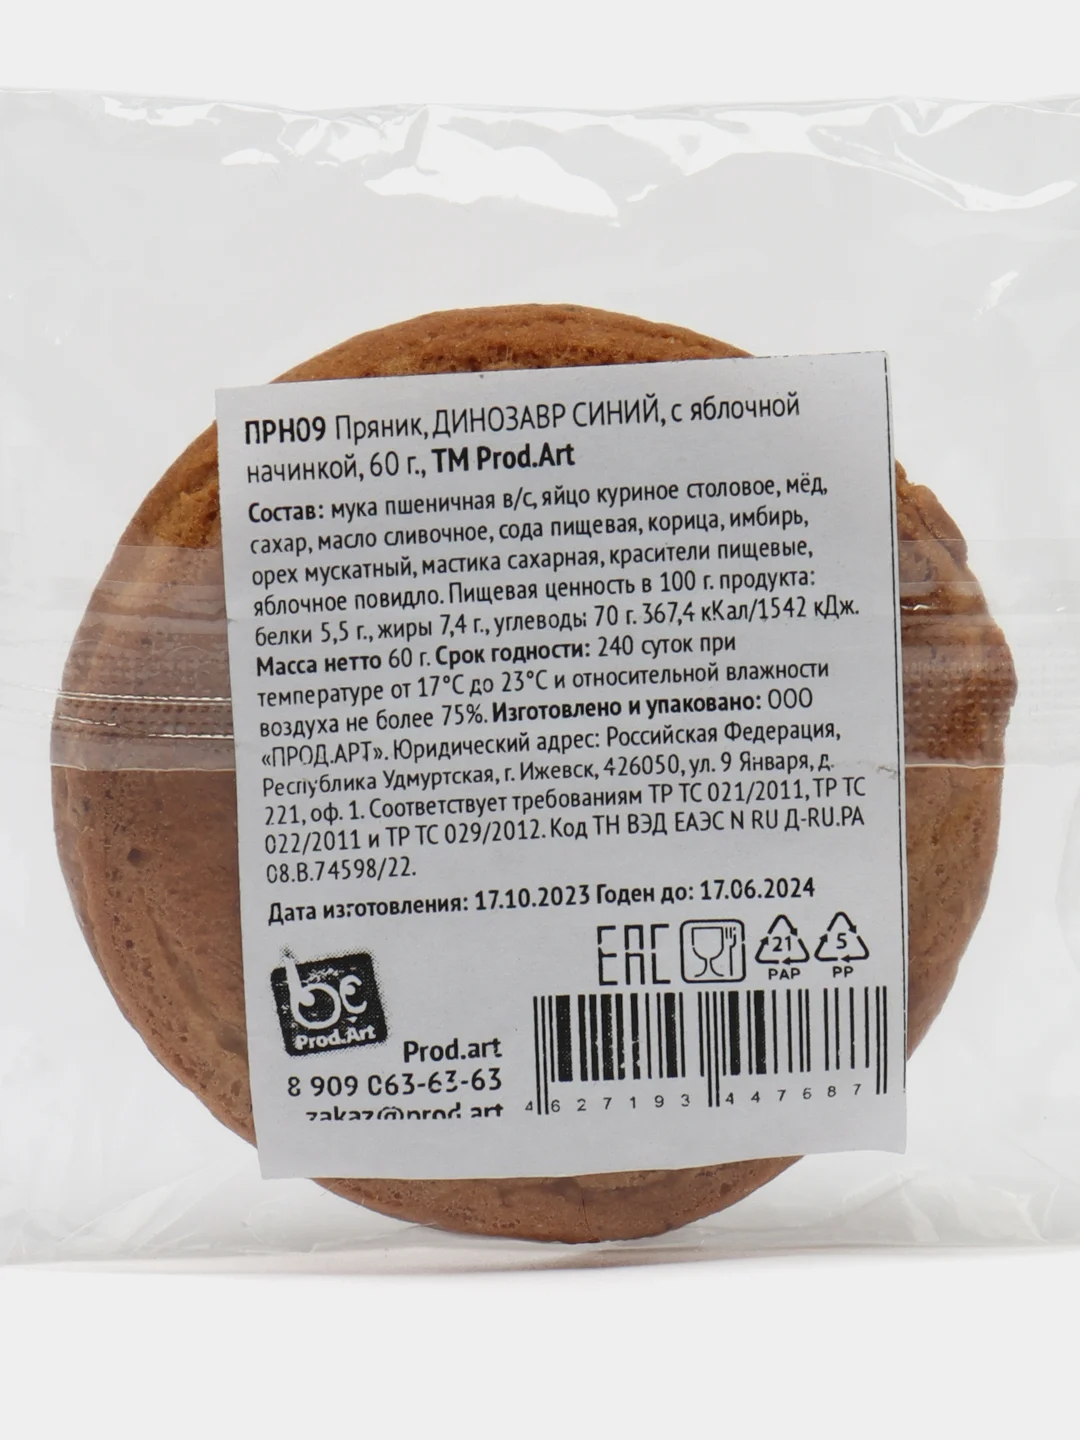 ПРН09 Пряник, ДИНОЗАВР СИНИЙ, с яблочной
начинкой, 60 г., ТМ Prod.Art
Состав: мука пшеничная в/с, яйцо куриное столовое, мёд,
сахар, масло сливочное, сода пищевая, корица, имбирь,
орех мускатный, мастика сахарная, красители пищевые,
яблочное повидло. Пищевая ценность в 100 г. продукта:
белки 5,5 г., жиры 7,4 г., углеводы 70 г. 367,4 кКал/1542 кДж.
Масса нетто 60 г. Срок годности: 240 суток при
температуре от 17°С до 23°С и относительной влажности
воздуха не более 75%. Изготовлено и упаковано: ООО
«ПРОД.АРТ». Юридический адрес: Российская Федерация,
Республика Удмуртская, г. Ижевск, 426050, ул. 9 Января, д.
221, оф. 1. Соответствует требованиям ТР ТС 021/2011, ТР ТС
022/2011 и ТР ТС 029/2012. Код ТН ВЭД ЕАЭС N RU Д-RU.РА
08.В.74598/22.
Дата изготовления: 17.10.2023 Годен до: 17.06.2024
ЕАС
21
PAP
5
PP
Prod.Art
Prod.art
8 909 063-63-63
zakaz@prod.art
4 627193 447687